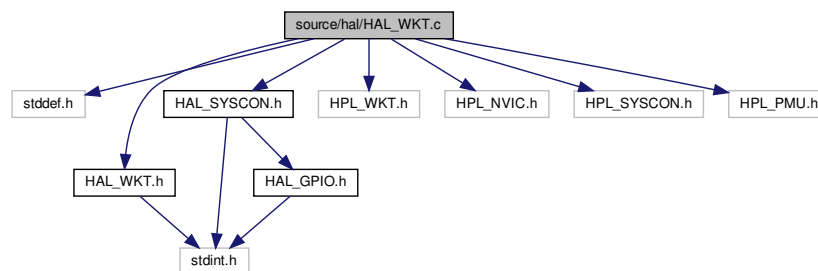 source/hal/HAL_WKT.c
stddef.h
HAL_SYSCON.h
HPL_WKT.h
HPL_NVIC.h
HPL_SYSCON.h
HPL_PMU.h
HAL_WKT.h
HAL_GPIO.h
stdint.h